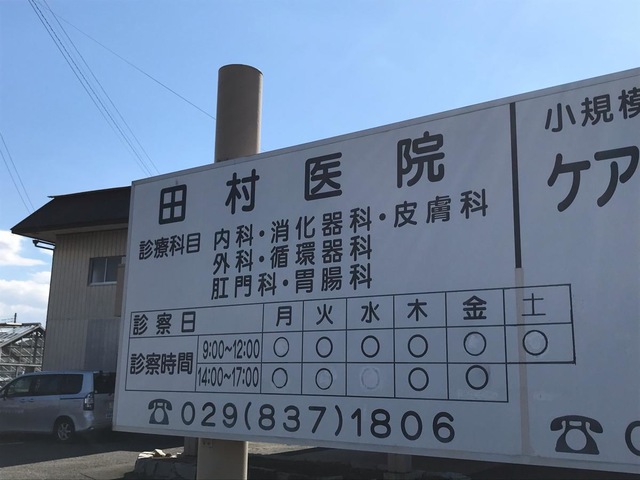 田村医院
診療科目 内科・消化器科・皮膚科
外科・循環器科
肛門科・胃腸科
診察日 月 火 水 木 金 土
診察時間 9:00~12:00 ○ ○ ○ ○ ○ ○
14:00~17:00 ○ ○ ○ ○ ○
☎029(837)1806
小規模
ケア
☎0